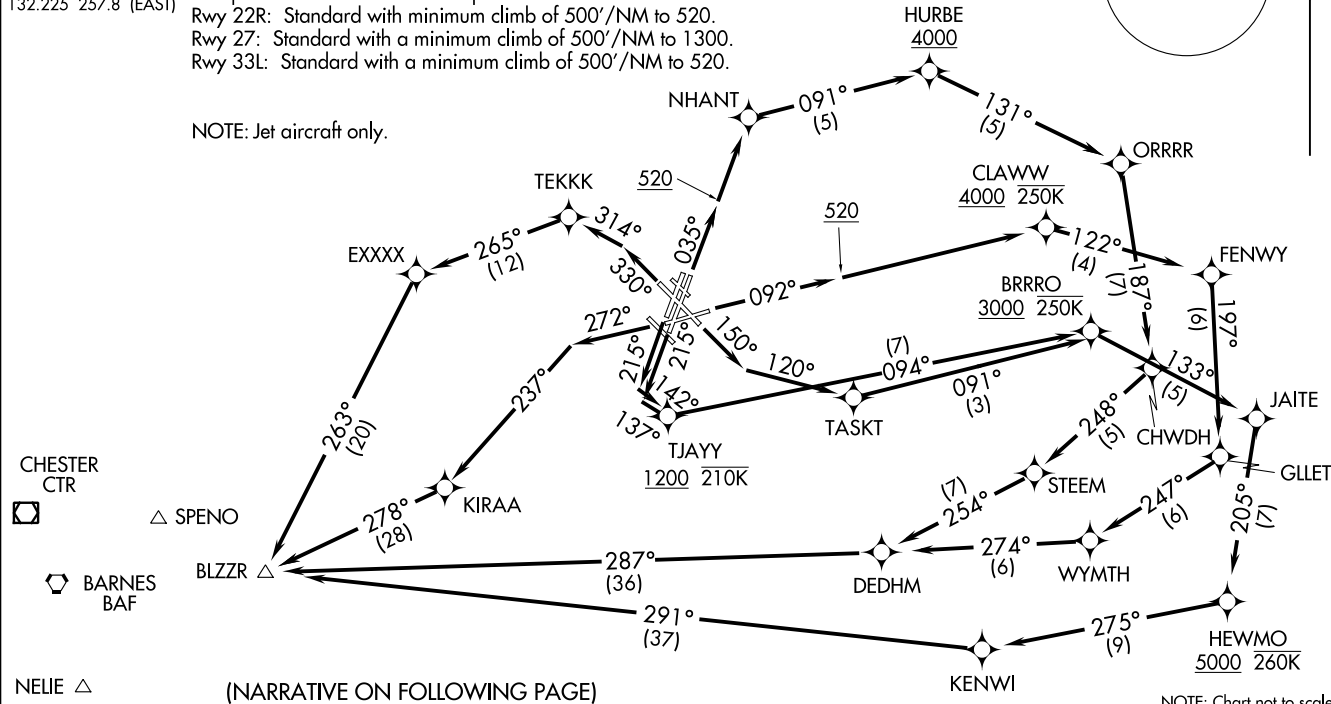 132.225 257.8 (EAST)
Rwy 22R: Standard with minimum climb of 500'/NM to 520.
Rwy 27: Standard with a minimum climb of 500'/NM to 1300.
Rwy 33L: Standard with a minimum climb of 500'/NM to 520.
NOTE: Jet aircraft only.
HURBE
4000
NHANT
091°
(5)
131°
(5)
ORRRR
CLAWW
4000 250K
TEKKK
520
520
314°
035°
EXXXX
265°
(12)
330°
122°
(4)
187°
(7)
FENWY
BRRRO
3000 250K
092°
197°
(6)
272°
150°
215°
215°
120°
(7)
094°
091°
(3)
133°
(5)
237°
142°
137°
TJAYY
1200 210K
TASKT
JAITE
263°
(20)
248°
(5)
CHWDH
GLLET
CHESTER
CTR
SPENO
278°
(28)
KIRAA
STEEM
(7)
254°
247°
(6)
205°
(7)
BARNES
BAF
BLZZR
287°
(36)
DEDHM
274°
(6)
WYMTH
291°
(37)
275°
(9)
HEWMO
5000 260K
KENWI
NELIE
(NARRATIVE ON FOLLOWING PAGE)
NOTE: Chart not to scale